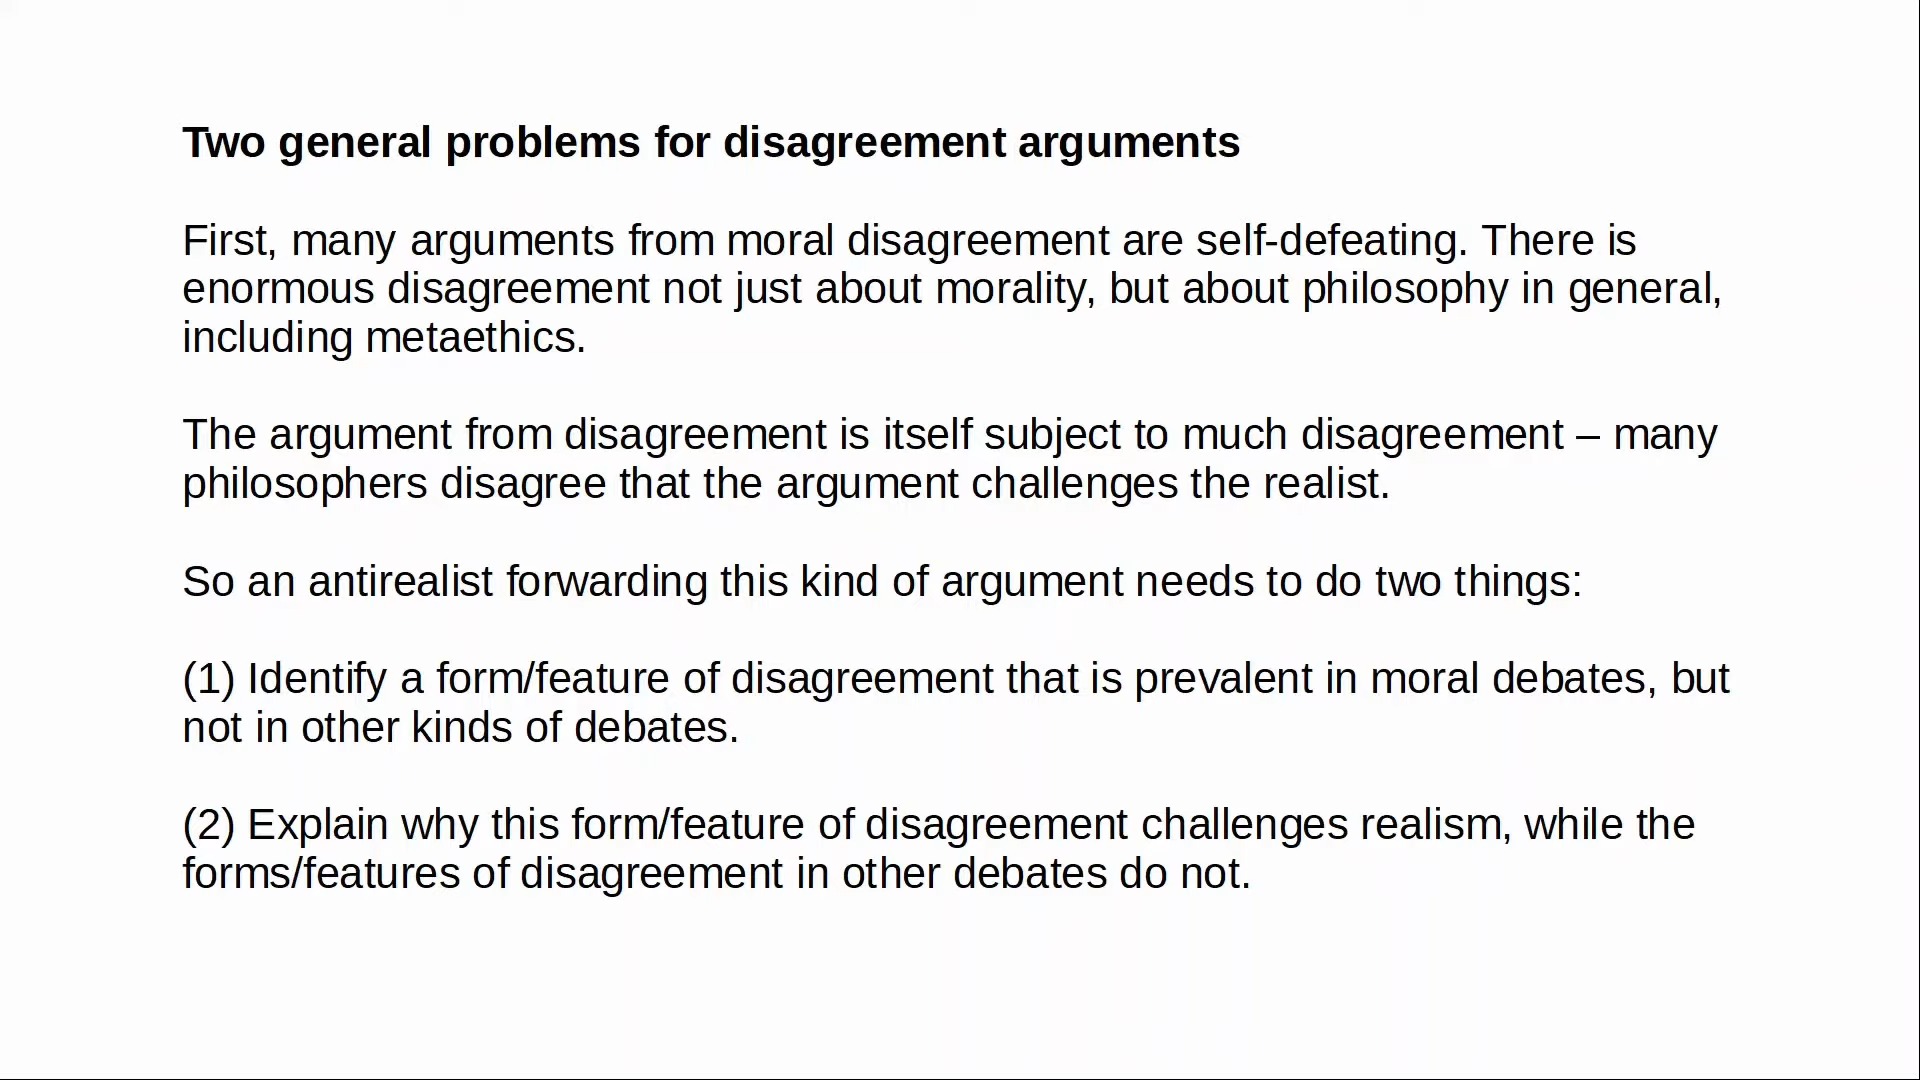 Two general problems for disagreement arguments
First, many arguments from moral disagreement are self-defeating. There is
enormous disagreement not just about morality, but about philosophy in general,
including metaethics.
The argument from disagreement is itself subject to much disagreement – many
philosophers disagree that the argument challenges the realist.
So an antirealist forwarding this kind of argument needs to do two things:
(1) Identify a form/feature of disagreement that is prevalent in moral debates, but
not in other kinds of debates.
(2) Explain why this form/feature of disagreement challenges realism, while the
forms/features of disagreement in other debates do not.